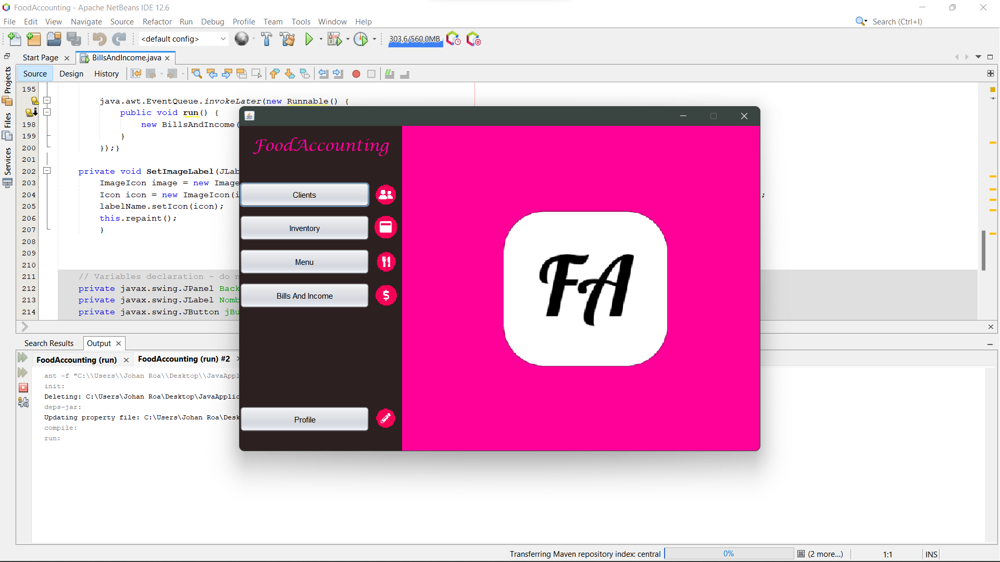 FoodAccounting - Apache NetBeans IDE 12.6
File Edit View Navigate Source Refactor Run Debug Profile Team Tools Window Help
Search (Ctrl+I)
<default config>
303,6/560,0MB
Start Page
BillsAndIncome.java
Source Design History
Projects
Files
Services
195
java.awt.EventQueue.invokeLater(new Runnable() {
public void run() {
198 new BillsAndIncome(
199 }
200 });}
201
202 private void SetImageLabel(JLab
203 ImageIcon image = new Image
204 Icon icon = new ImageIcon(i ;
205 labelName.setIcon(icon);
206 this.repaint();
207 }
208
209
210
211 // Variables declaration - do n
212 private javax.swing.JPanel Back
213 private javax.swing.JLabel Nomb
214 private javax.swing.JButton jBu
FoodAccounting
Clients
Inventory
Menu
Bills And Income
$
Profile
FA
Search Results
Output
FoodAccounting (run)
FoodAccounting (run) #2
ant -f "C:\\Users\\Johan Roa\\Desktop\\JavaAppl
init:
Deleting: C:\Users\Johan Roa\Desktop\JavaApplic
deps-jar:
Updating property file: C:\Users\Johan Roa\Desk
compile:
run:
Transferring Maven repository index: central 0% (2 more...) 1:1 INS